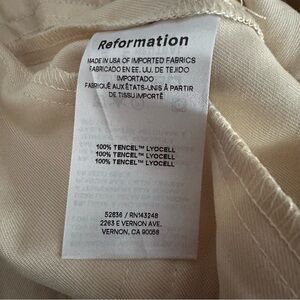 Reformation
MADE IN USA OF IMPORTED FABRICS
FABRICADO EN EE. UU. DE TEJIDO
IMPORTADO
FABRIQUÉ AUX ÉTATS-UNIS À PARTIR
DE TISSU IMPORTÉ
100% TENCEL™ LYOCELL
100% TENCEL™ LYOCELL
100% TENCEL™ LYOCELL
52836 / RN143248
2263 E VERNON AVE.
VERNON, CA 90058